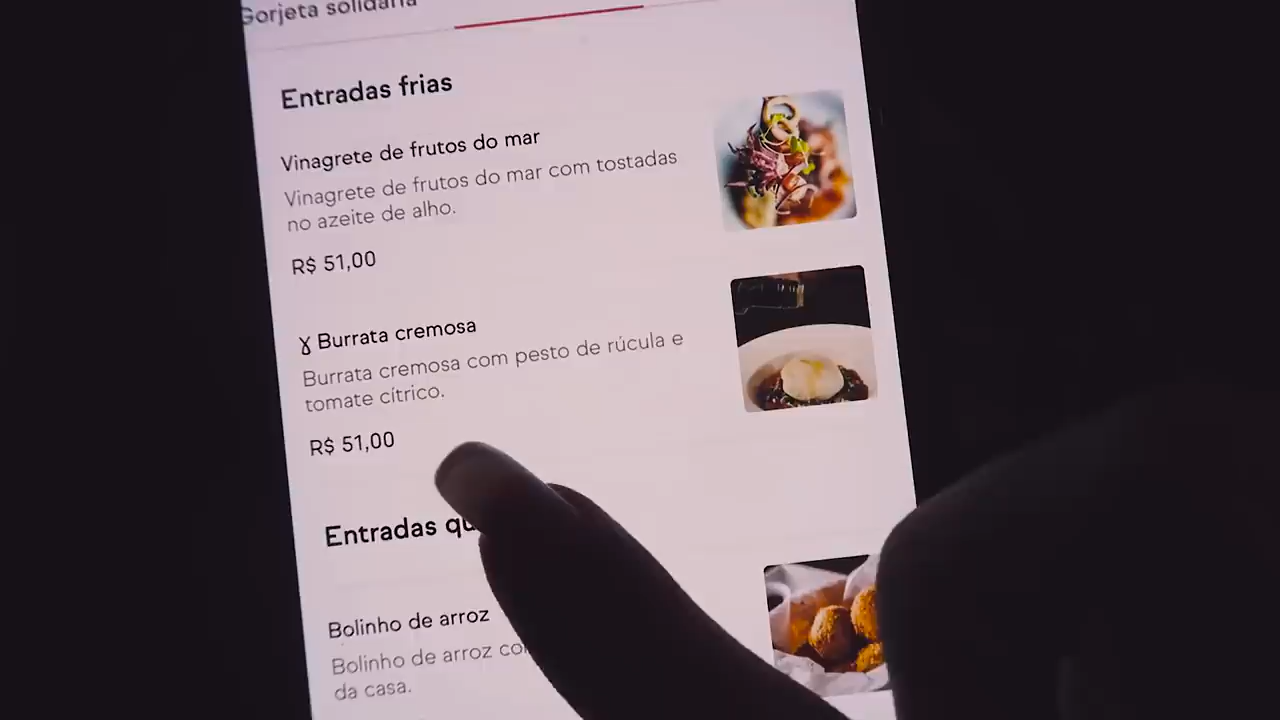 Gorjeta solidária
Entradas frias
Vinagrete de frutos do mar
Vinagrete de frutos do mar com tostadas
no azeite de alho.
R$ 51,00
Burrata cremosa
Burrata cremosa com pesto de rúcula e
tomate cítrico.
R$ 51,00
Entradas
Bolinho de arroz
Bolinho de arroz
da casa.